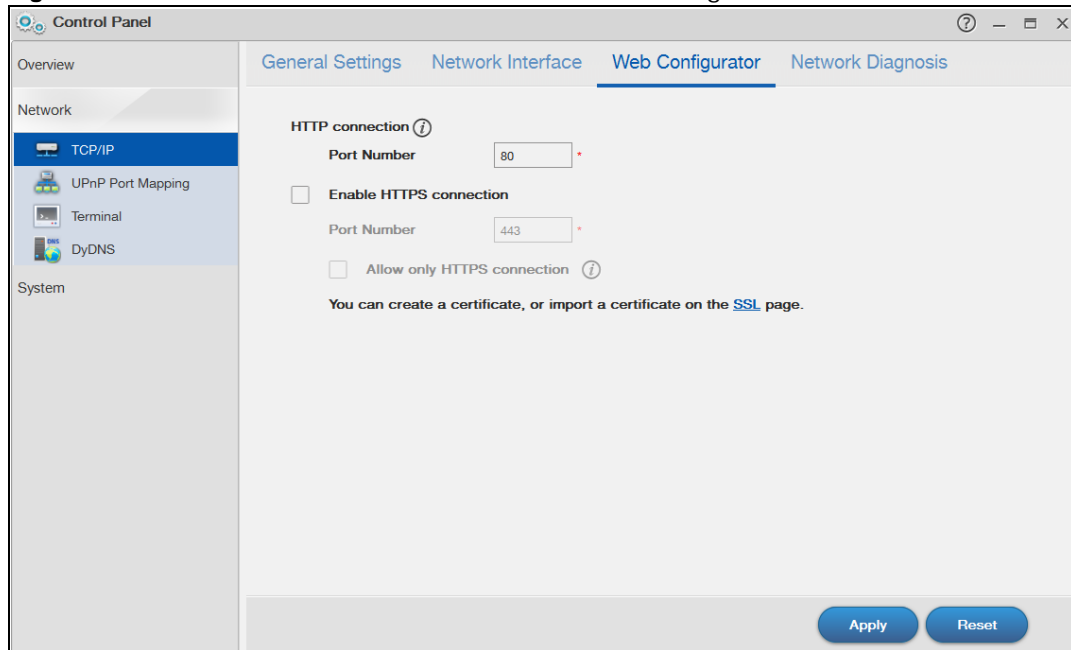 Control Panel
Overview
Network
TCP/IP
UPnP Port Mapping
Terminal
DyDNS
System
General Settings Network Interface Web Configurator Network Diagnosis
HTTP connection i
Port Number 80 *
Enable HTTPS connection
Port Number 443 *
Allow only HTTPS connection i
You can create a certificate, or import a certificate on the SSL page.
Apply Reset